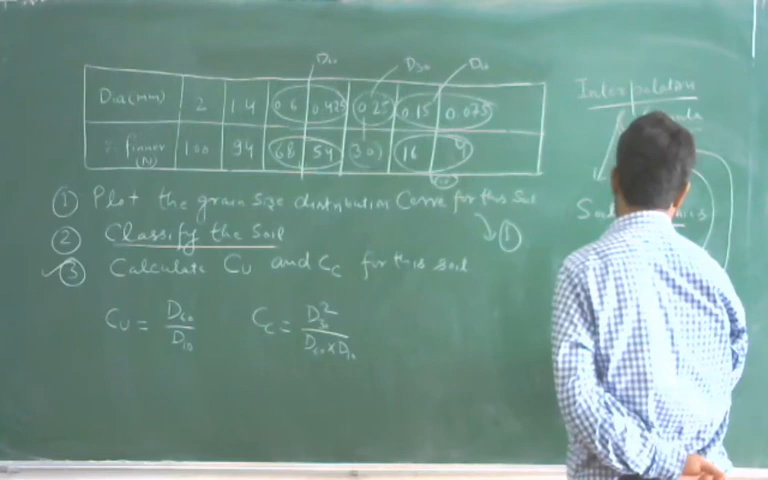 D60 D30 D10
Dia(mm) 2 1.4 0.6 0.425 0.25 0.15 0.075
% finner (N) 100 94 68 54 30 16 4
① Plot the grain size distribution Curve for this Soil
② Classify the Soil ①
③ Calculate Cu and Cc for this soil
Cu = D60 / D10 Cc = D30² / D60 × D10
Interpolation